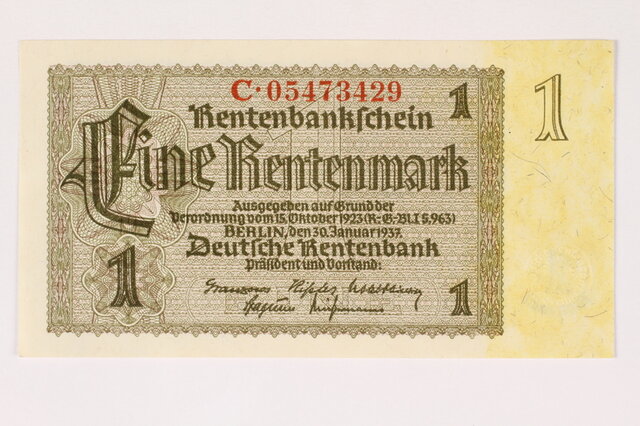 C·05473429
1
1
Rentenbankschein
Eine Rentenmark
Ausgegeben auf Grund der
Verordnung vom 15. Oktober 1923 (R.-G.-Bl. I S. 963)
BERLIN, den 30. Januar 1937.
Deutsche Rentenbank
Präsident und Vorstand:
1
1